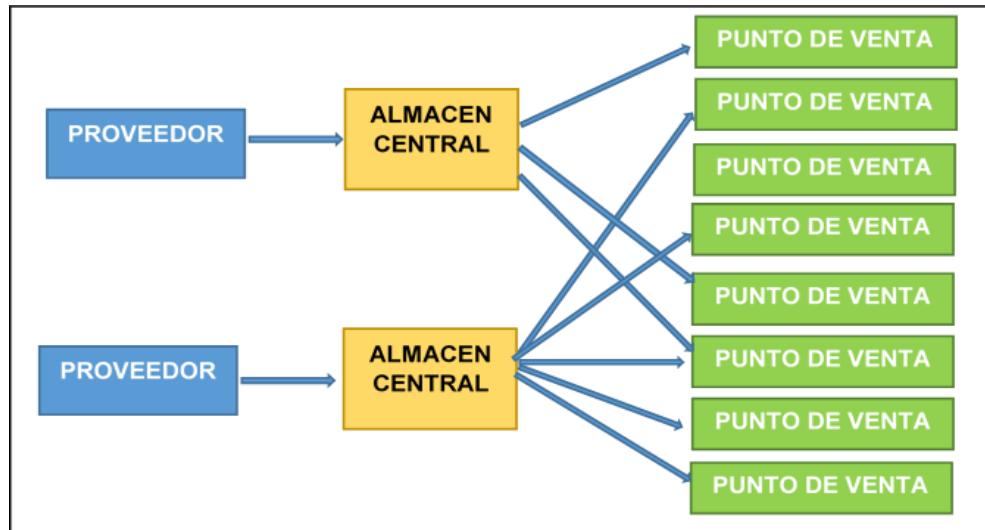 PROVEEDOR
ALMACEN
CENTRAL
PROVEEDOR
ALMACEN
CENTRAL
PUNTO DE VENTA
PUNTO DE VENTA
PUNTO DE VENTA
PUNTO DE VENTA
PUNTO DE VENTA
PUNTO DE VENTA
PUNTO DE VENTA
PUNTO DE VENTA